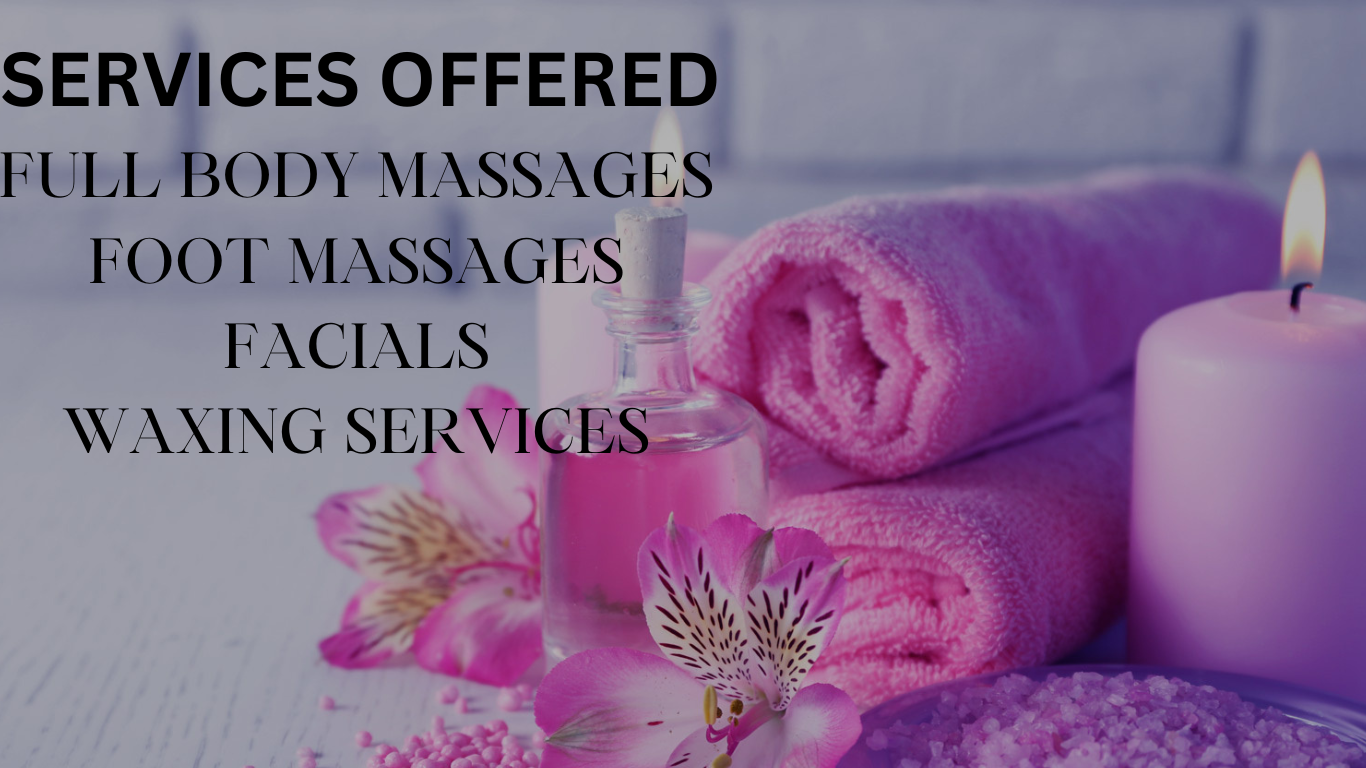 SERVICES OFFERED
FULL BODY MASSAGES
FOOT MASSAGES
FACIALS
WAXING SERVICES